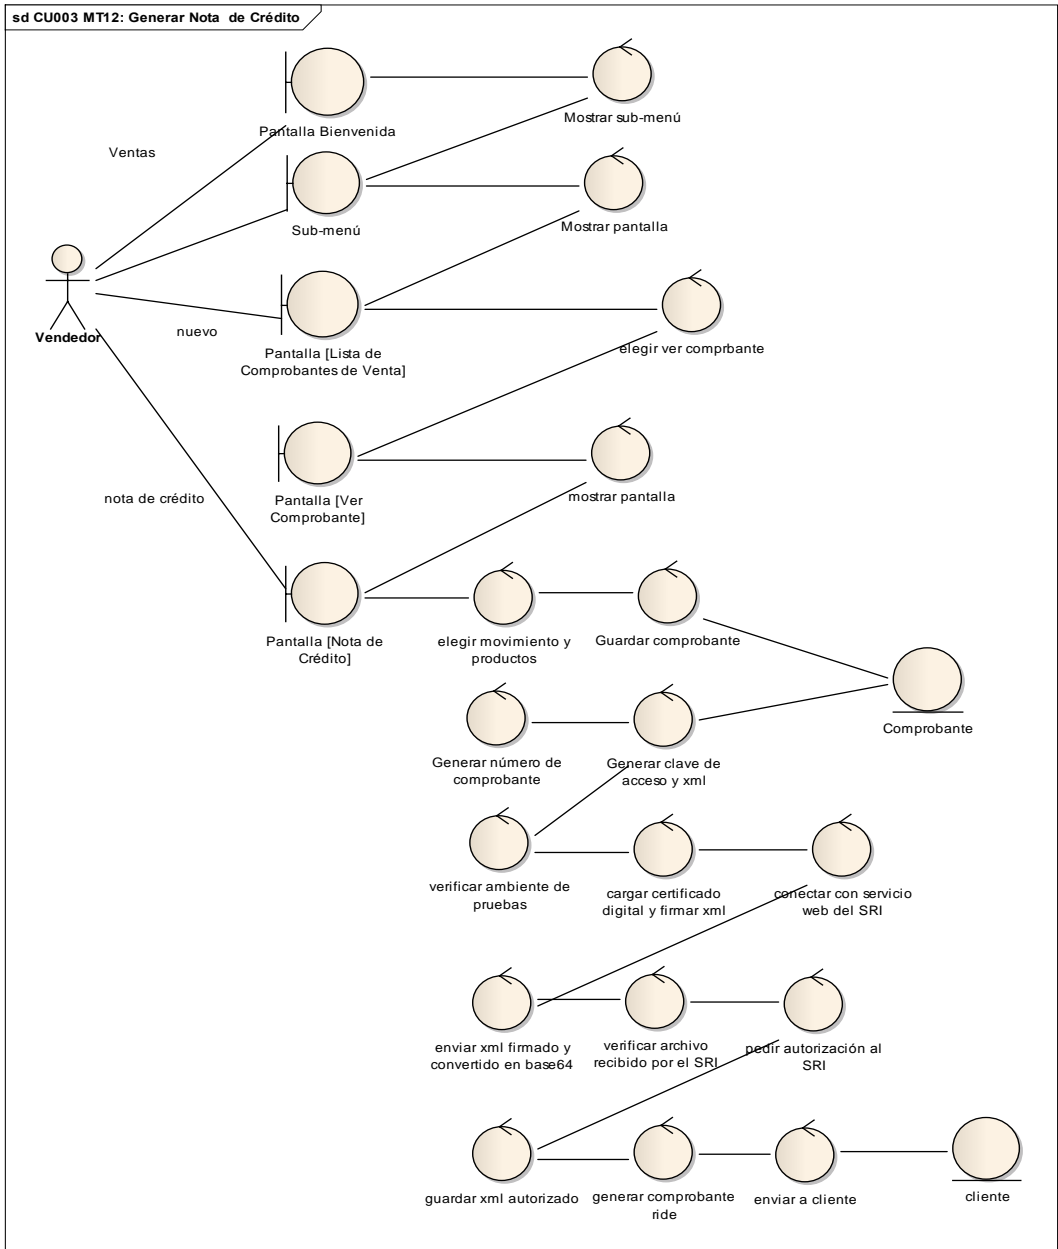 sd CU003 MT12: Generar Nota de Crédito
Pantalla Bienvenida
Mostrar sub-menú
Ventas
Sub-menú
Mostrar pantalla
Vendedor
nuevo
Pantalla [Lista de
Comprobantes de Venta]
elegir ver comprbante
nota de crédito
Pantalla [Ver
Comprobante]
mostrar pantalla
Pantalla [Nota de
Crédito]
elegir movimiento y
productos
Guardar comprobante
Comprobante
Generar número de
comprobante
Generar clave de
acceso y xml
verificar ambiente de
pruebas
cargar certificado
digital y firmar xml
conectar con servicio
web del SRI
enviar xml firmado y
convertido en base64
verificar archivo
recibido por el SRI
pedir autorización al
SRI
guardar xml autorizado
generar comprobante
ride
enviar a cliente
cliente